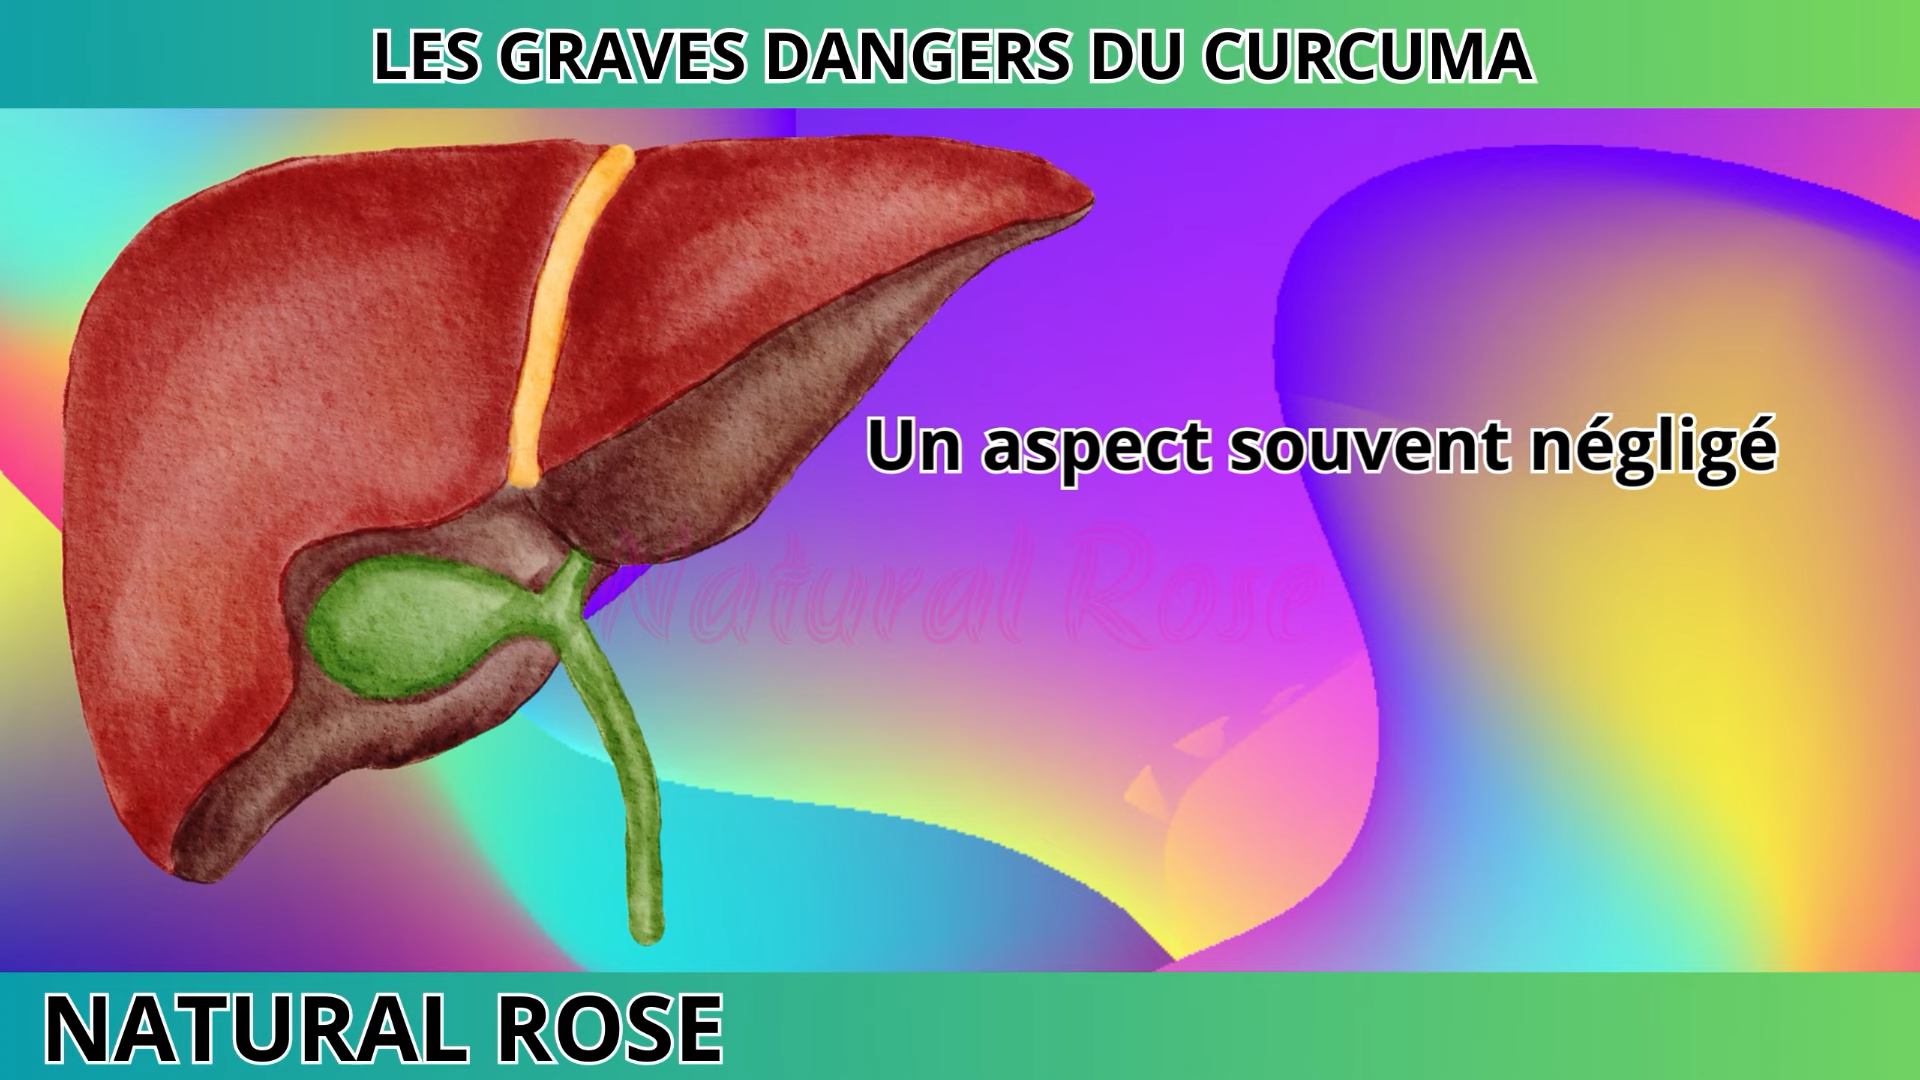 LES GRAVES DANGERS DU CURCUMA
Un aspect souvent négligé
Natural Rose
NATURAL ROSE